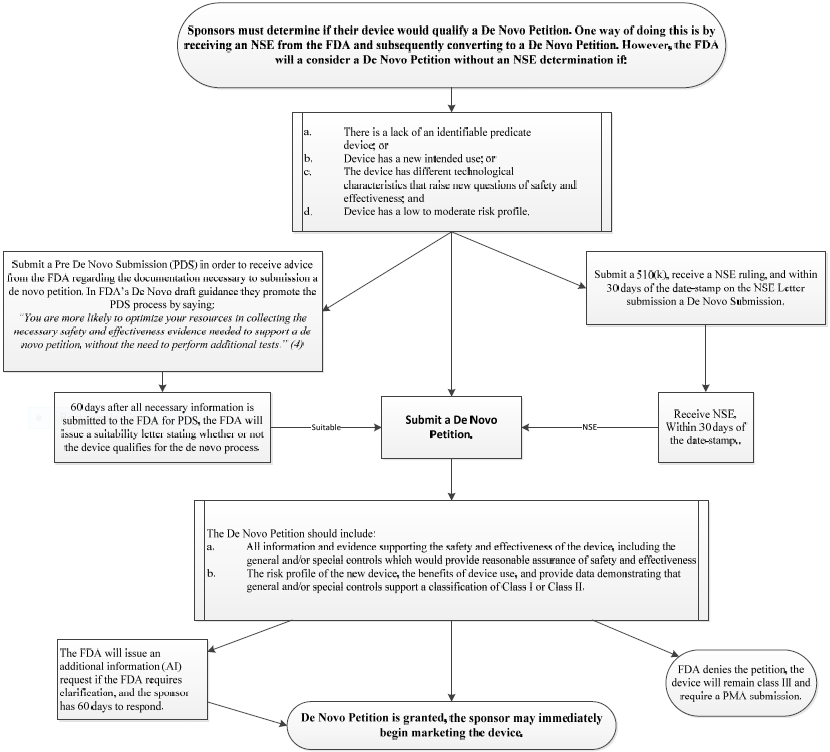 Sponsors must determine if their device would qualify a De Novo Petition. One way of doing this is by
receiving an NSE from the FDA and subsequently converting to a De Novo Petition. However, the FDA
will a consider a De Novo Petition without an NSE determination if:
a. There is a lack of an identifiable predicate
device; or
b. Device has a new intended use; or
c. The device has different technological
characteristics that raise new questions of safety and
effectiveness; and
d. Device has a low to moderate risk profile.
Submit a Pre De Novo Submission (PDS) in order to receive advice
from the FDA regarding the documentation necessary to submission a
de novo petition. In FDA's De Novo draft guidance they promote the
PDS process by saying:
"You are more likely to optimize your resources in collecting the
necessary safety and effectiveness evidence needed to support a de
novo petition, without the need to perform additional tests." (4)
Submit a 510(k), receive a NSE ruling, and within
30 days of the date-stamp on the NSE Letter
submission a De Novo Submission.
60 days after all necessary information is
submitted to the FDA for PDS, the FDA will
issue a suitability letter stating whether or not
the device qualifies for the de novo process.
Suitable
Submit a De Novo
Petition.
NSE
Receive NSE,
Within 30 days of
the date-stamp..
The De Novo Petition should include:
a. All information and evidence supporting the safety and effectiveness of the device, including the
general and/or special controls which would provide reasonable assurance of safety and effectiveness
b. The risk profile of the new device, the benefits of device use, and provide data demonstrating that
general and/or special controls support a classification of Class I or Class II.
The FDA will issue an
additional information (AI)
request if the FDA requires
clarification, and the sponsor
has 60 days to respond.
De Novo Petition is granted, the sponsor may immediately
begin marketing the device.
FDA denies the petition, the
device will remain class III and
require a PMA submission.